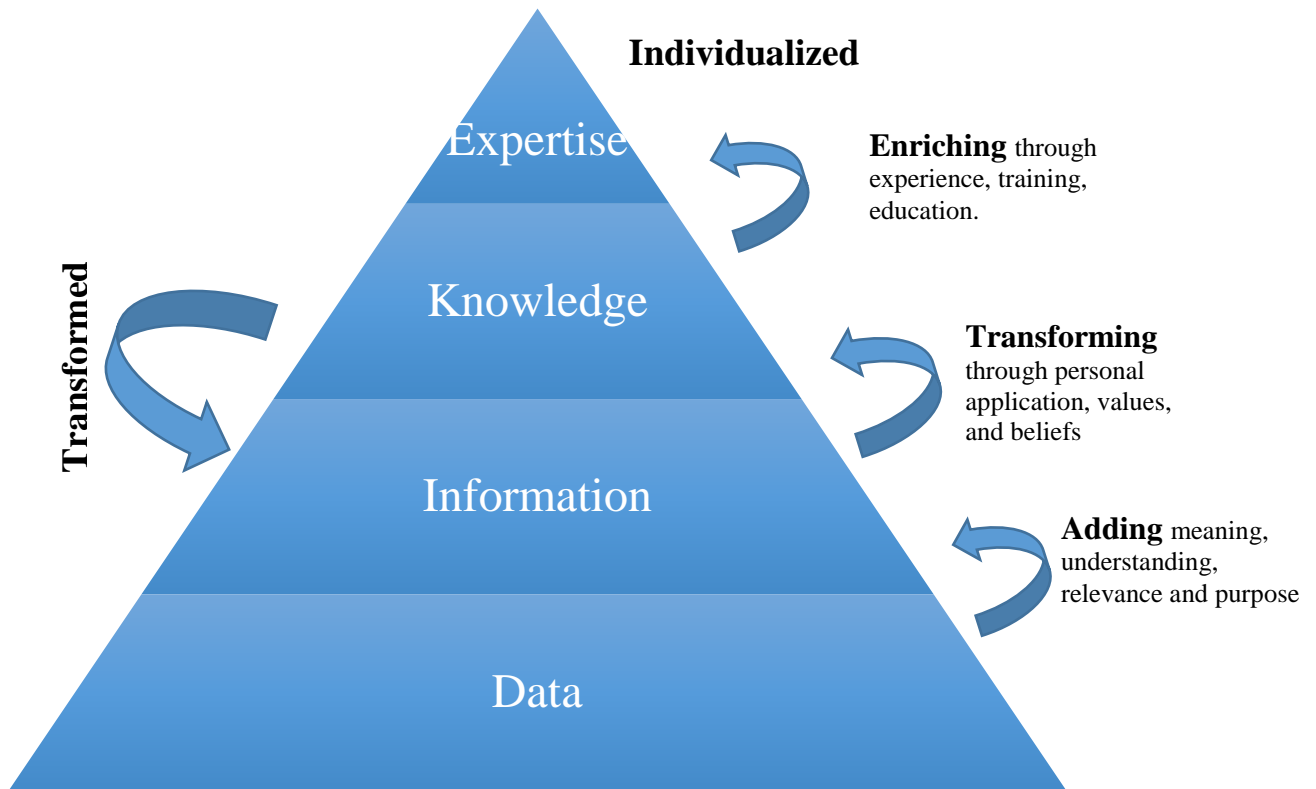 Individualized
Expertise
Enriching through
experience, training,
education.
Knowledge
Transformed
Transforming
through personal
application, values,
and beliefs
Information
Adding meaning,
understanding,
relevance and purpose
Data